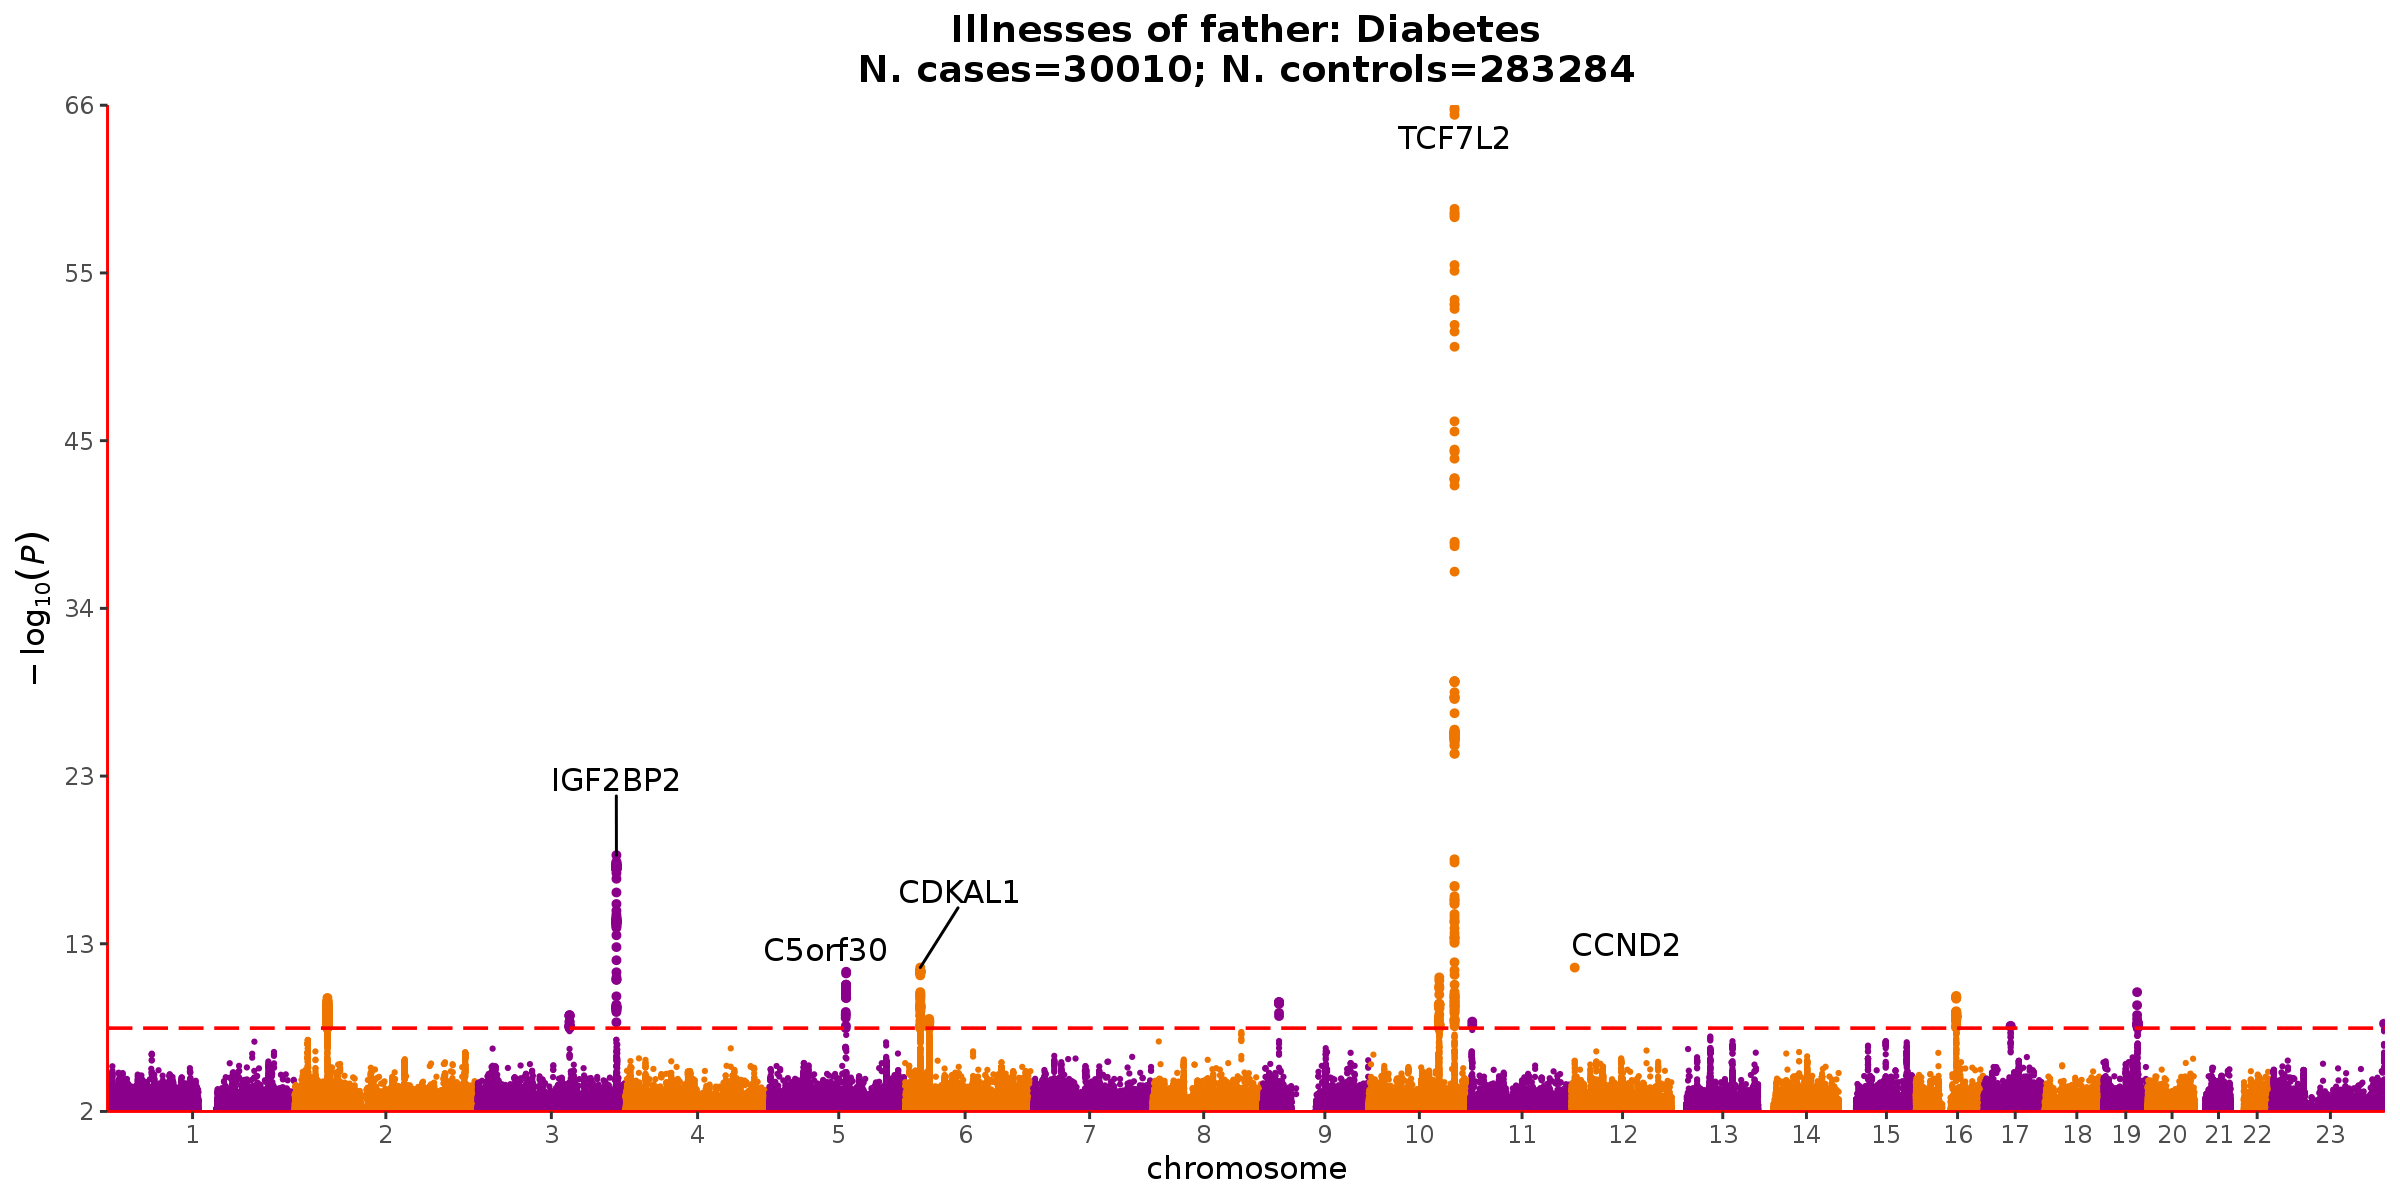 Illnesses of father: Diabetes
N. cases=30010; N. controls=283284
66
TCF7L2
55
45
−log10(P)
34
23
IGF2BP2
CDKAL1
C5orf30
CCND2
13
2
1 2 3 4 5 6 7 8 9 10 11 12 13 14 15 16 17 18 19 20 21 22 23
chromosome